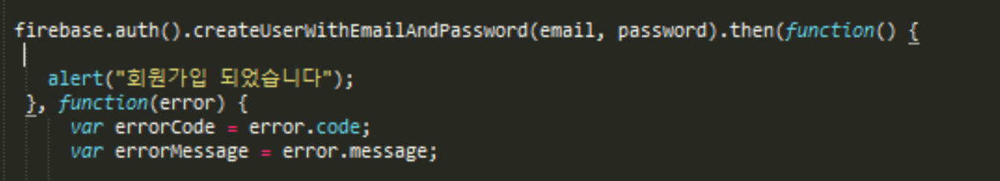 firebase.auth().createUserWithEmailAndPassword(email, password).then(function() {
alert("회원가입 되었습니다");
}, function(error) {
var errorCode = error.code;
var errorMessage = error.message;